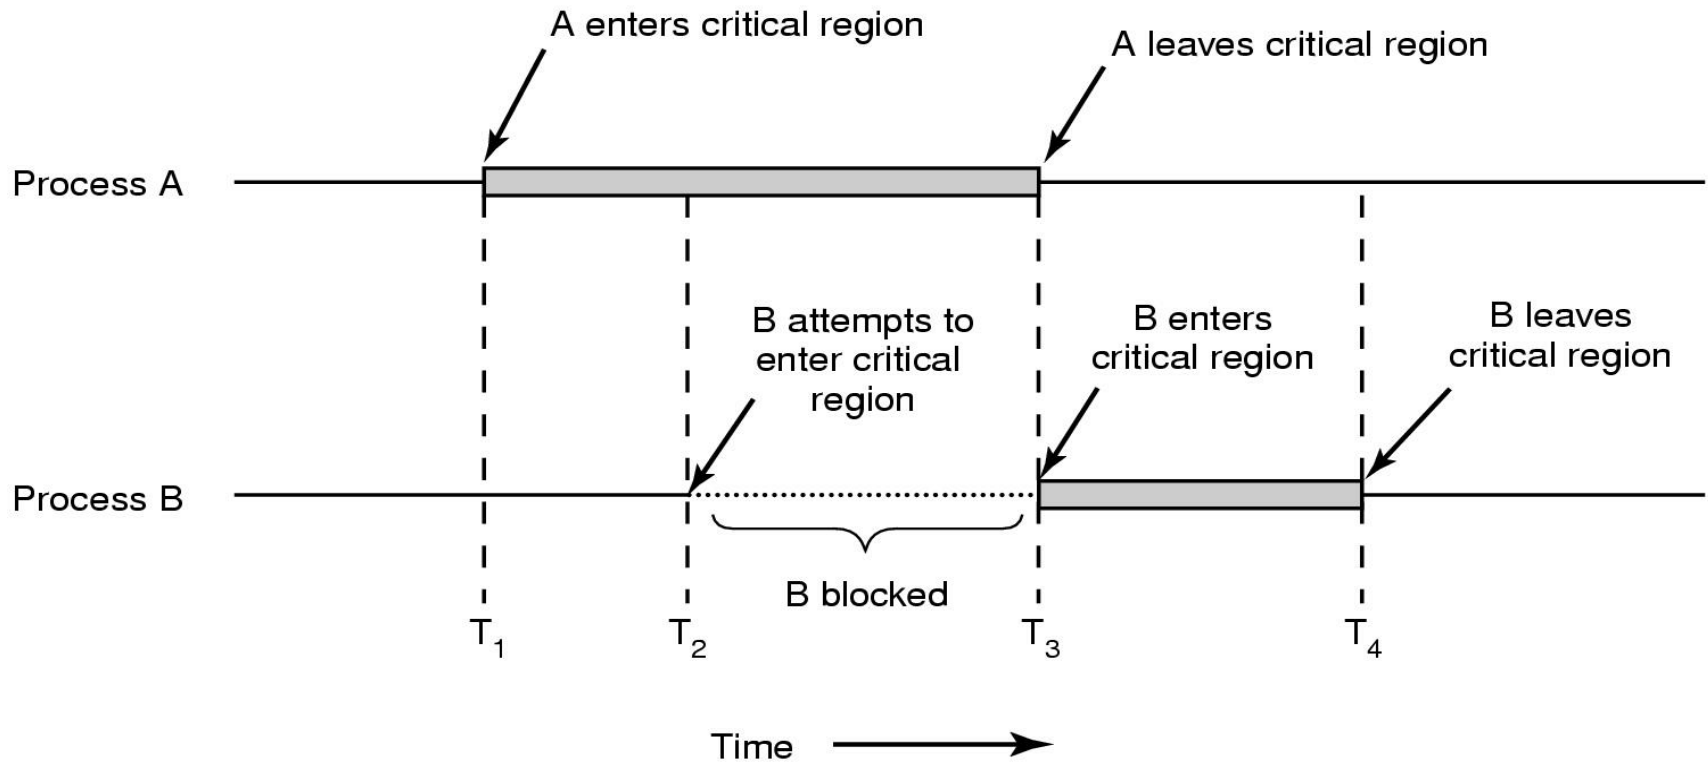 A enters critical region
A leaves critical region
Process A
B attempts to
enter critical
region
B enters
critical region
B leaves
critical region
Process B
B blocked
T1
T2
T3
T4
Time